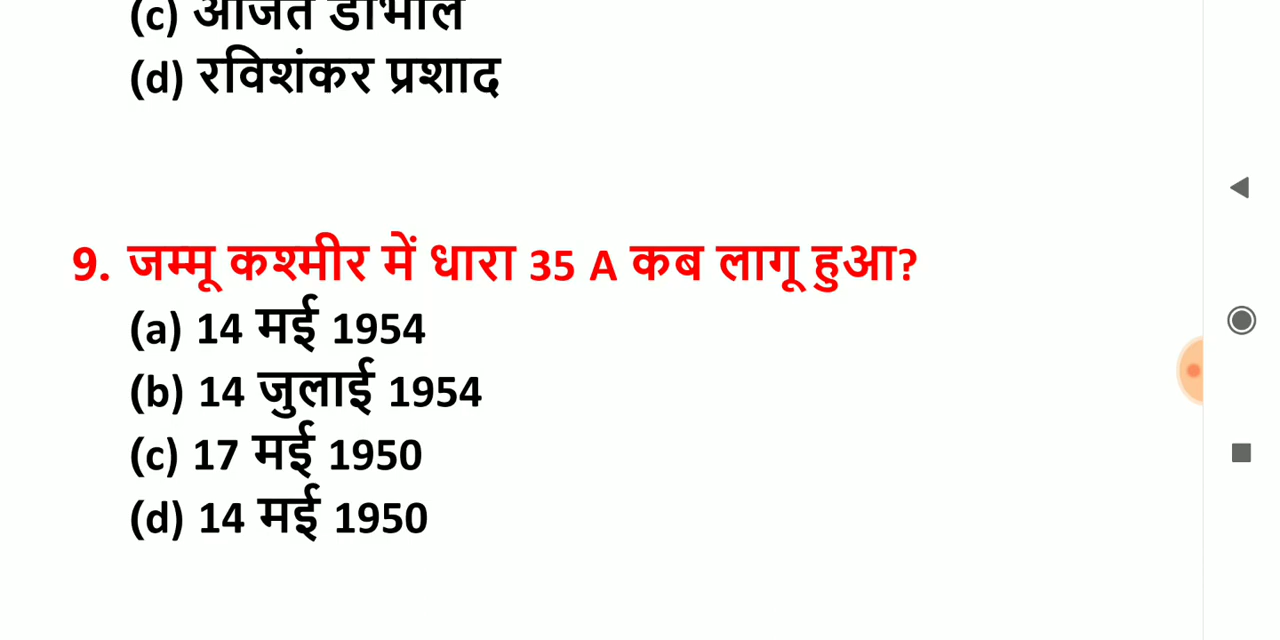 (c) अजित डोभाल
(d) रविशंकर प्रशाद
9. जम्मू कश्मीर में धारा 35 A कब लागू हुआ?
(a) 14 मई 1954
(b) 14 जुलाई 1954
(c) 17 मई 1950
(d) 14 मई 1950